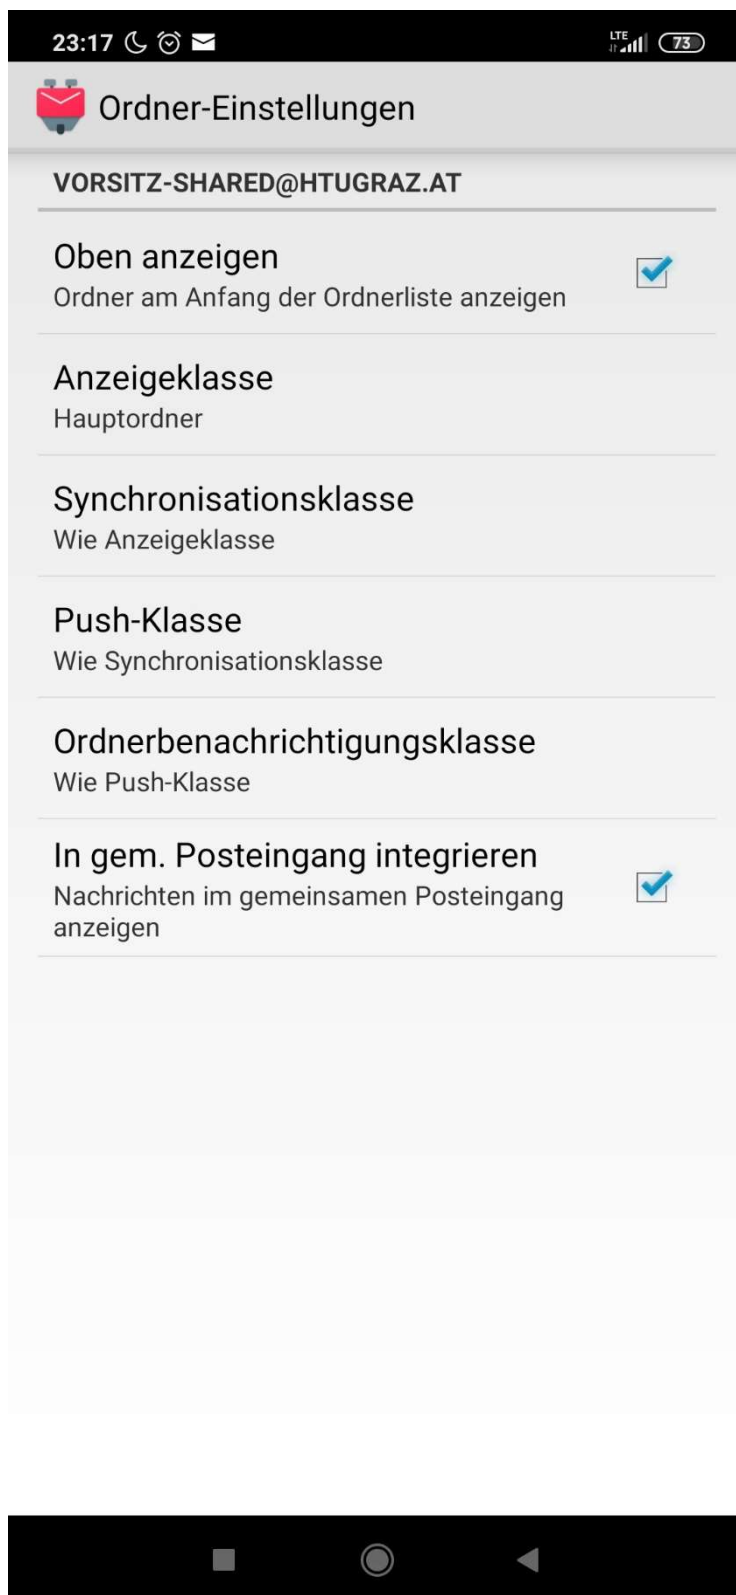 23:17
LTE
73
Ordner-Einstellungen
VORSITZ-SHARED@HTUGRAZ.AT
Oben anzeigen
Ordner am Anfang der Ordnerliste anzeigen
Anzeigeklasse
Hauptordner
Synchronisationsklasse
Wie Anzeigeklasse
Push-Klasse
Wie Synchronisationsklasse
Ordnerbenachrichtigungsklasse
Wie Push-Klasse
In gem. Posteingang integrieren
Nachrichten im gemeinsamen Posteingang
anzeigen